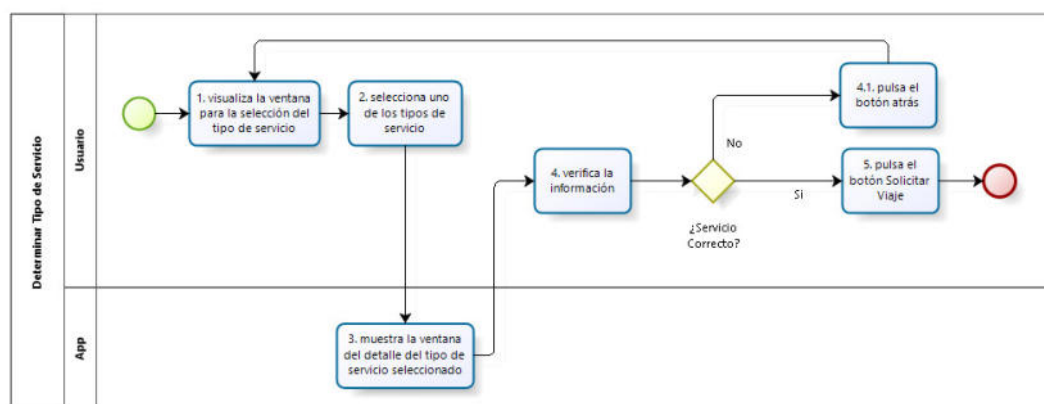 Determinar Tipo de Servicio
Usuario
1. visualiza la ventana
para la selección del
tipo de servicio
2. selecciona uno
de los tipos de
servicio
4. verifica la
información
¿Servicio
Correcto?
No
4.1. pulsa el
botón atrás
Si
5. pulsa el
botón Solicitar
Viaje
App
3. muestra la ventana
del detalle del tipo de
servicio seleccionado